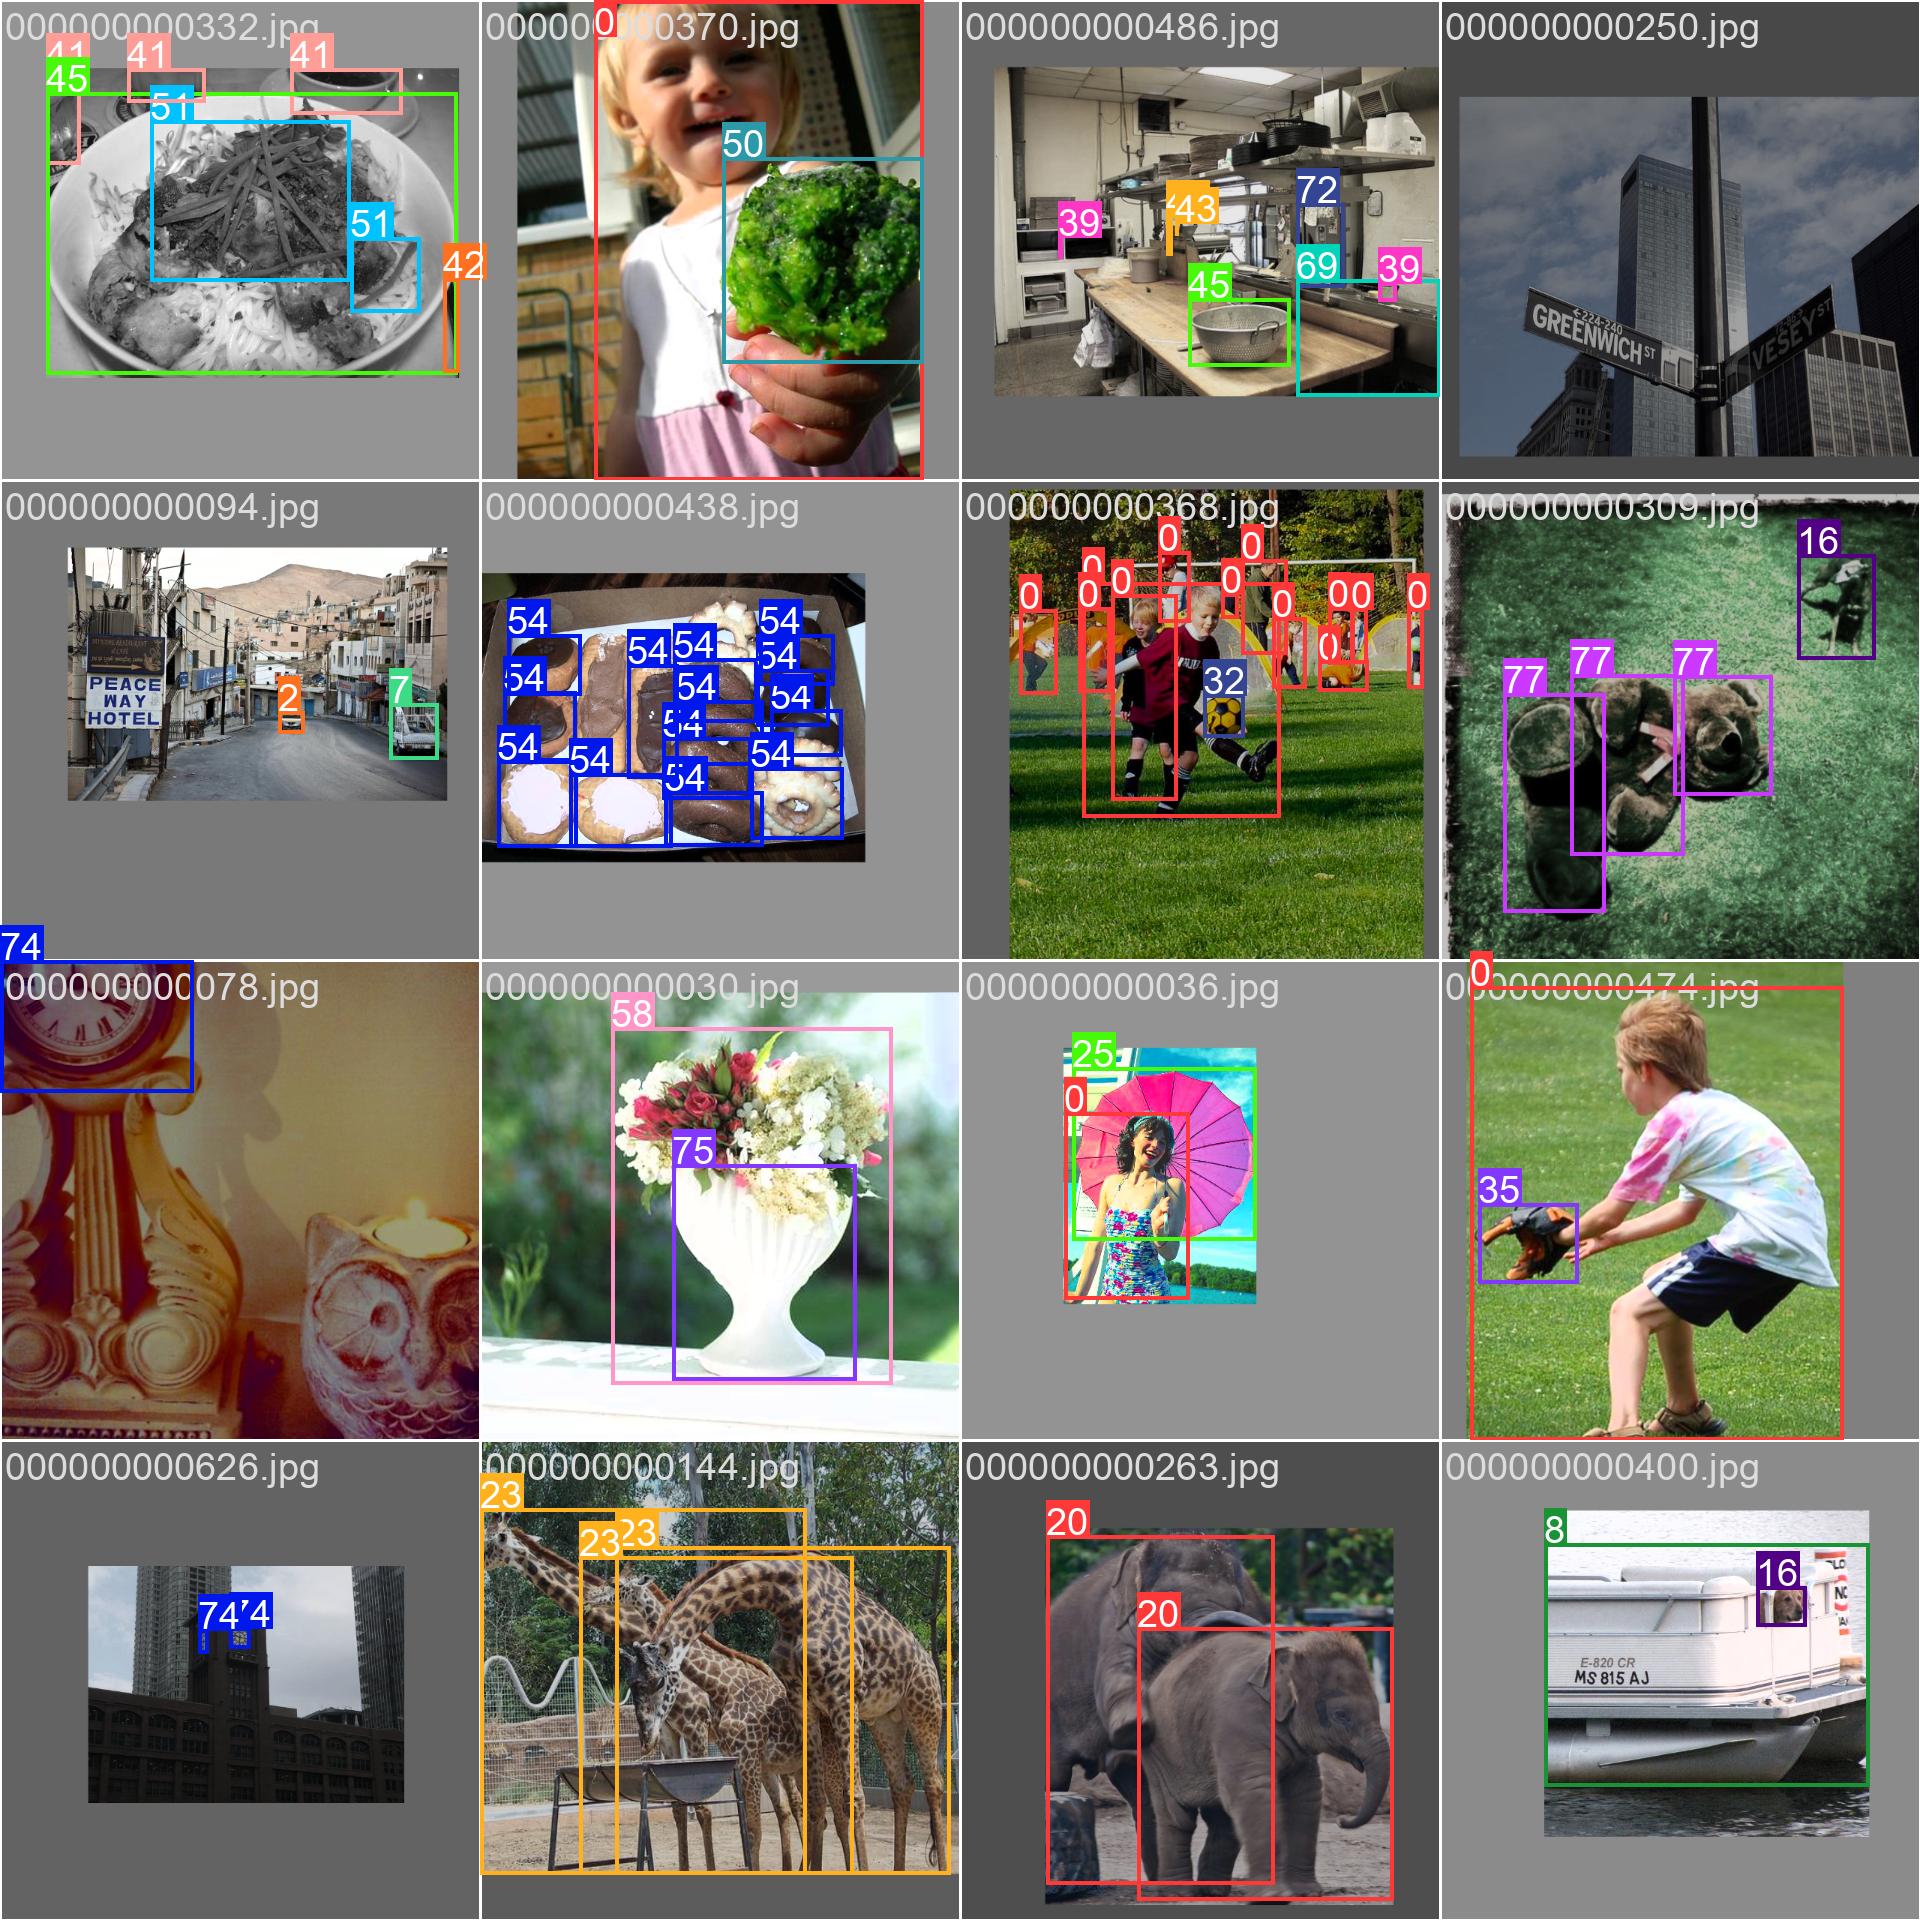 000000000332.jpg
41
41
41
45
51
51
42
000000000370.jpg
0
50
000000000486.jpg
39
43
72
69
39
45
000000000250.jpg
←224-240
GREENWICH ST
VESEY ST
000000000094.jpg
PEACE
WAY
HOTEL
2
7
000000000438.jpg
54
54
54
54
54
54
54
54
54
54
54
54
54
000000000368.jpg
0
0
0
0
0
0
0
0
0
0
0
0
32
000000000309.jpg
16
77
77
77
74
000000000078.jpg
000000000030.jpg
58
75
000000000036.jpg
25
0
000000000474.jpg
0
35
000000000626.jpg
74
74
000000000144.jpg
23
23
23
000000000263.jpg
20
20
000000000400.jpg
8
16
E-820 CR
MS 815 AJ